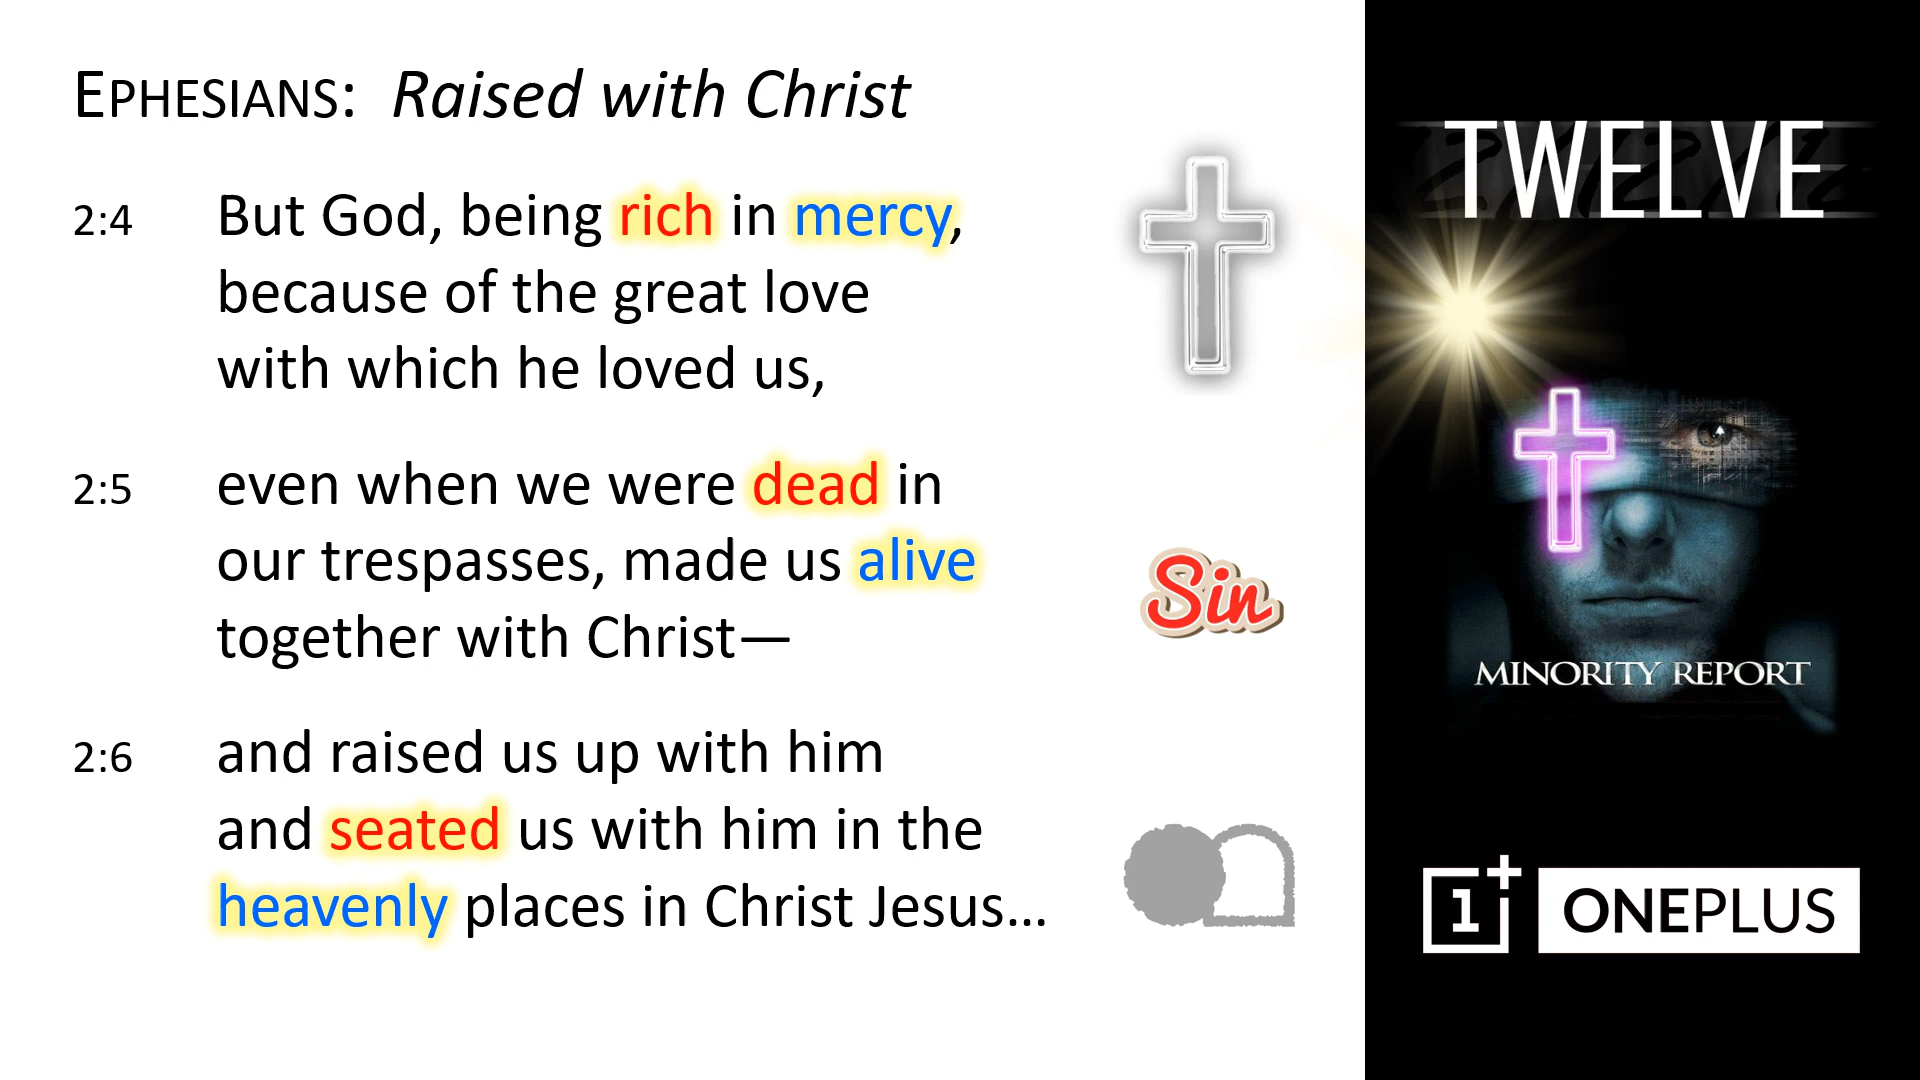 EPHESIANS: Raised with Christ
2:4 But God, being rich in mercy,
because of the great love
with which he loved us,
2:5 even when we were dead in
our trespasses, made us alive
together with Christ—
2:6 and raised us up with him
and seated us with him in the
heavenly places in Christ Jesus…
Sin
TWELVE
MINORITY REPORT
1+ ONEPLUS